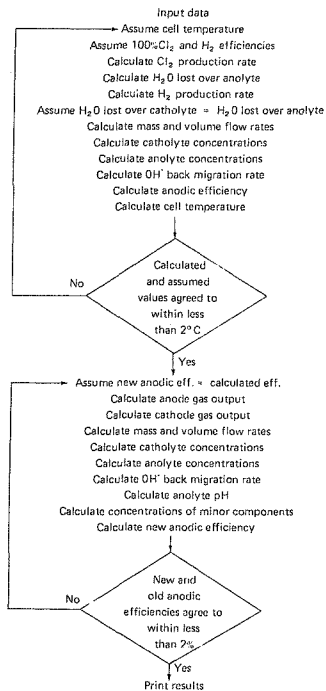 Input data
Assume cell temperature
Assume 100%Cl₂ and H₂ efficiencies
Calculate Cl₂ production rate
Calculate H₂O lost over anolyte
Calculate H₂ production rate
Assume H₂O lost over catholyte = H₂O lost over anolyte
Calculate mass and volume flow rates
Calculate catholyte concentrations
Calculate anolyte concentrations
Calculate OH⁻ back migration rate
Calculate anodic efficiency
Calculate cell temperature
No
Calculated
and assumed
values agreed to
within less
than 2°C
Yes
Assume new anodic eff. = calculated eff.
Calculate anode gas output
Calculate cathode gas output
Calculate mass and volume flow rates
Calculate catholyte concentrations
Calculate anolyte concentrations
Calculate OH⁻ back migration rate
Calculate anolyte pH
Calculate concentrations of minor components
Calculate new anodic efficiency
No
New and
old anodic
efficiencies agree to
within less
than 2%
Yes
Print results